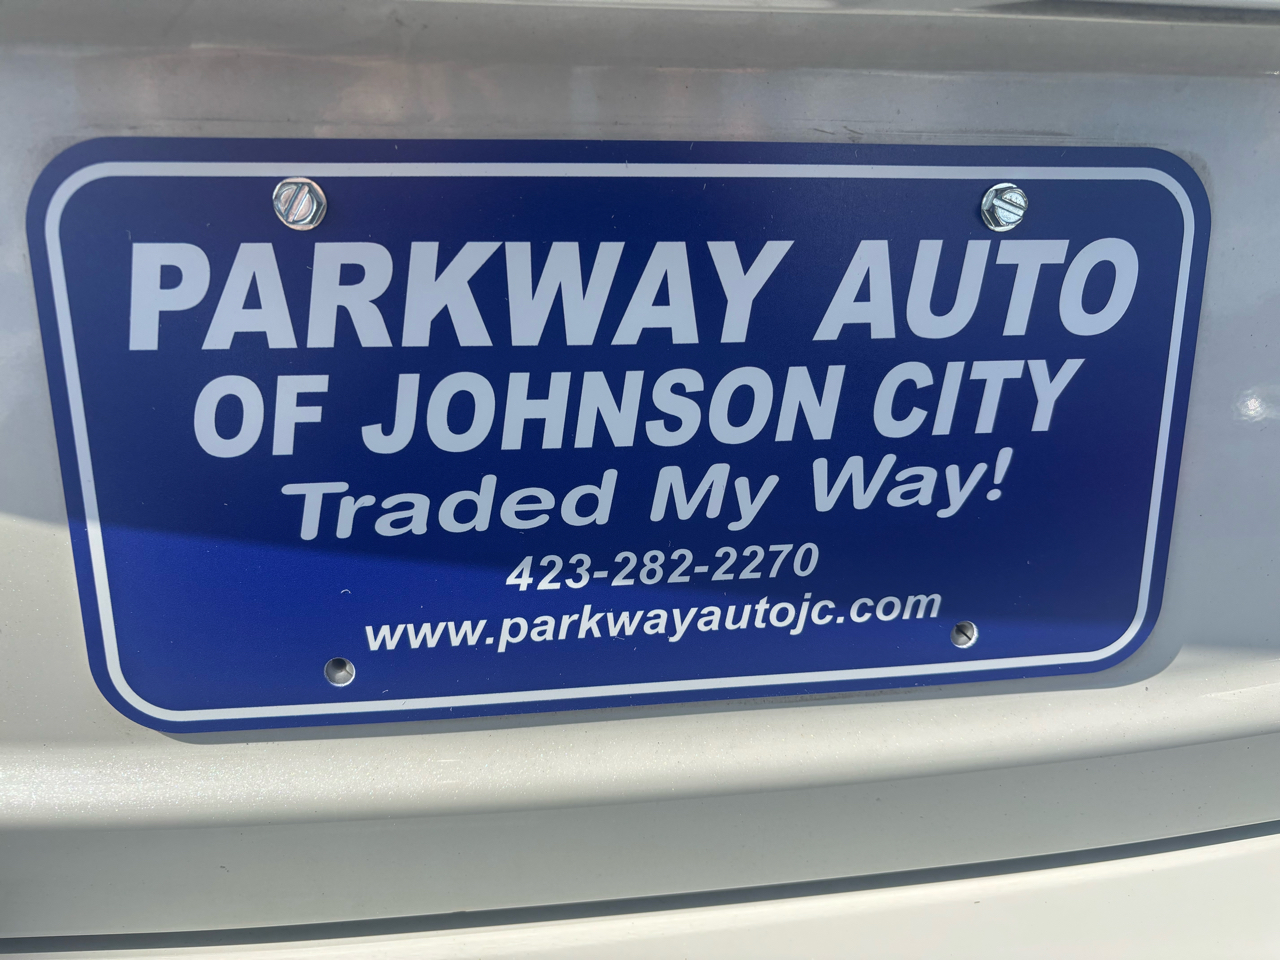 PARKWAY AUTO
OF JOHNSON CITY
Traded My Way!
423-282-2270
www.parkwayautojc.com